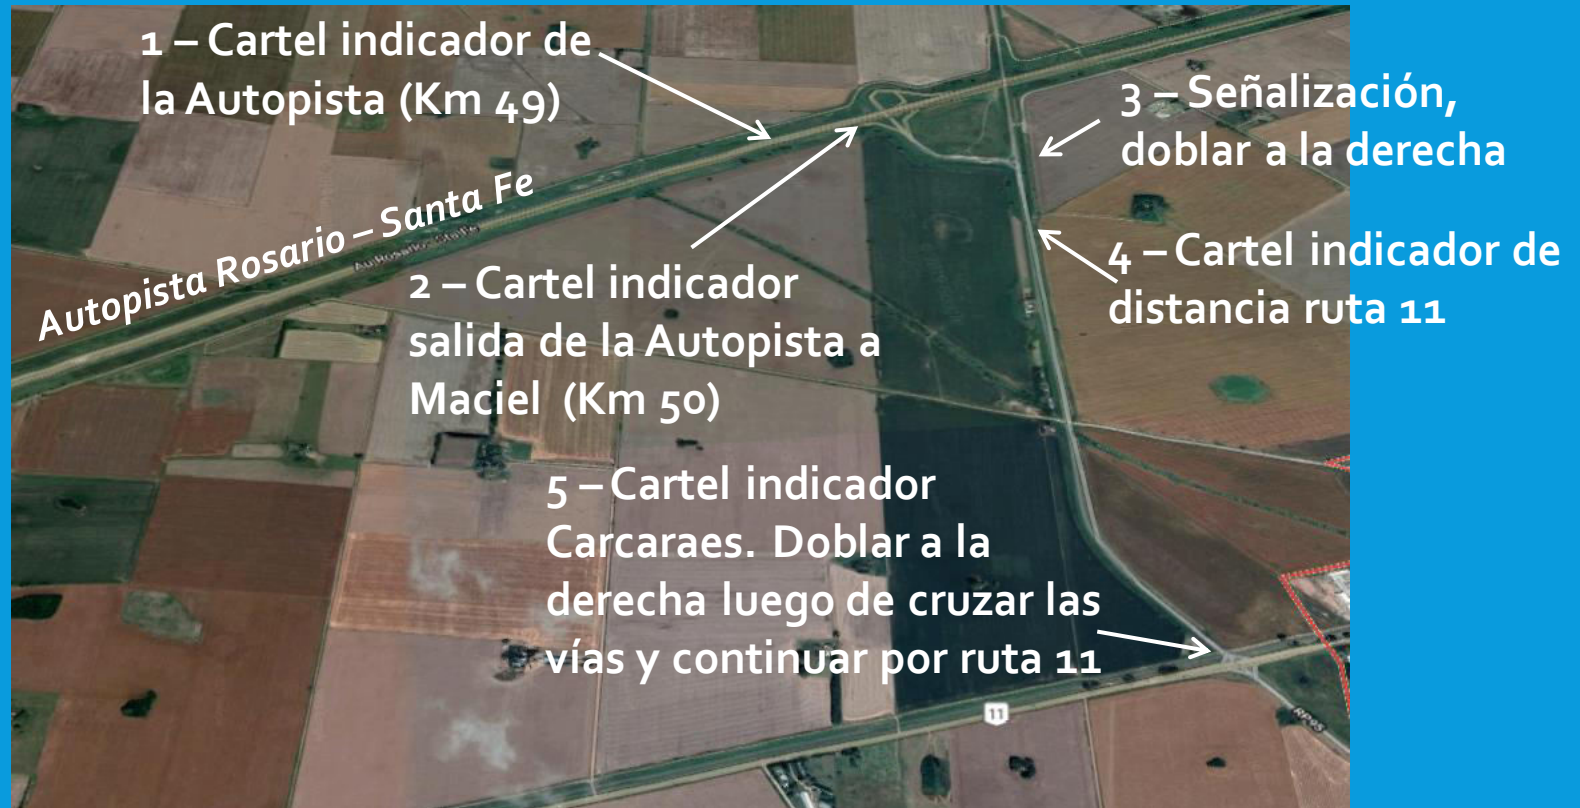 1 – Cartel indicador de
la Autopista (Km 49)
3 – Señalización,
doblar a la derecha
Autopista Rosario – Santa Fe
2 – Cartel indicador
salida de la Autopista a
Maciel (Km 50)
4 – Cartel indicador de
distancia ruta 11
5 – Cartel indicador
Carcaraes. Doblar a la
derecha luego de cruzar las
vías y continuar por ruta 11
11
RP95